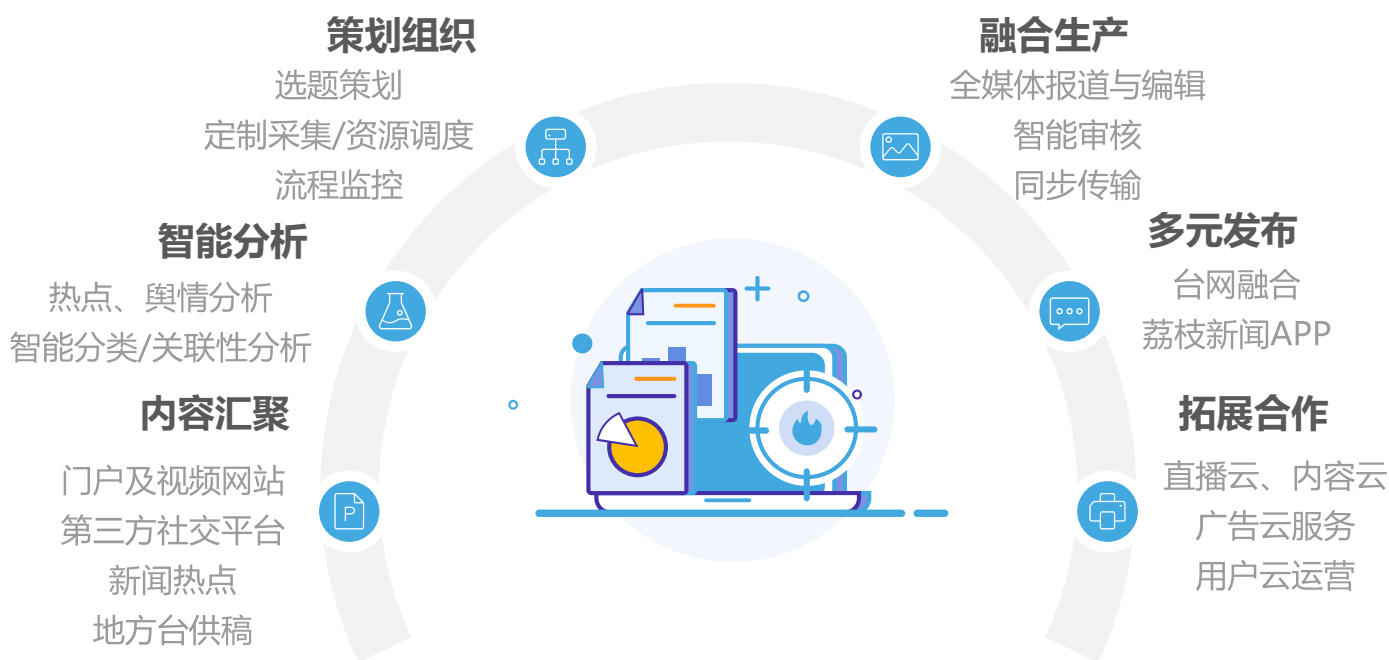 策划组织
选题策划
定制采集/资源调度
流程监控
智能分析
热点、舆情分析
智能分类/关联性分析
内容汇聚
门户及视频网站
第三方社交平台
新闻热点
地方台供稿
融合生产
全媒体报道与编辑
智能审核
同步传输
多元发布
台网融合
荔枝新闻APP
拓展合作
直播云、内容云
广告云服务
用户云运营
P